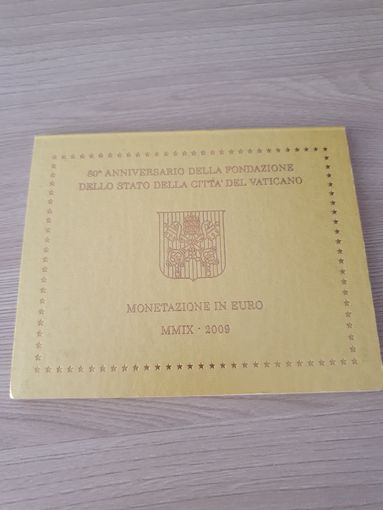 80° ANNIVERSARIO DELLA FONDAZIONE
DELLO STATO DELLA CITTA' DEL VATICANO
MONETAZIONE IN EURO
MMIX · 2009